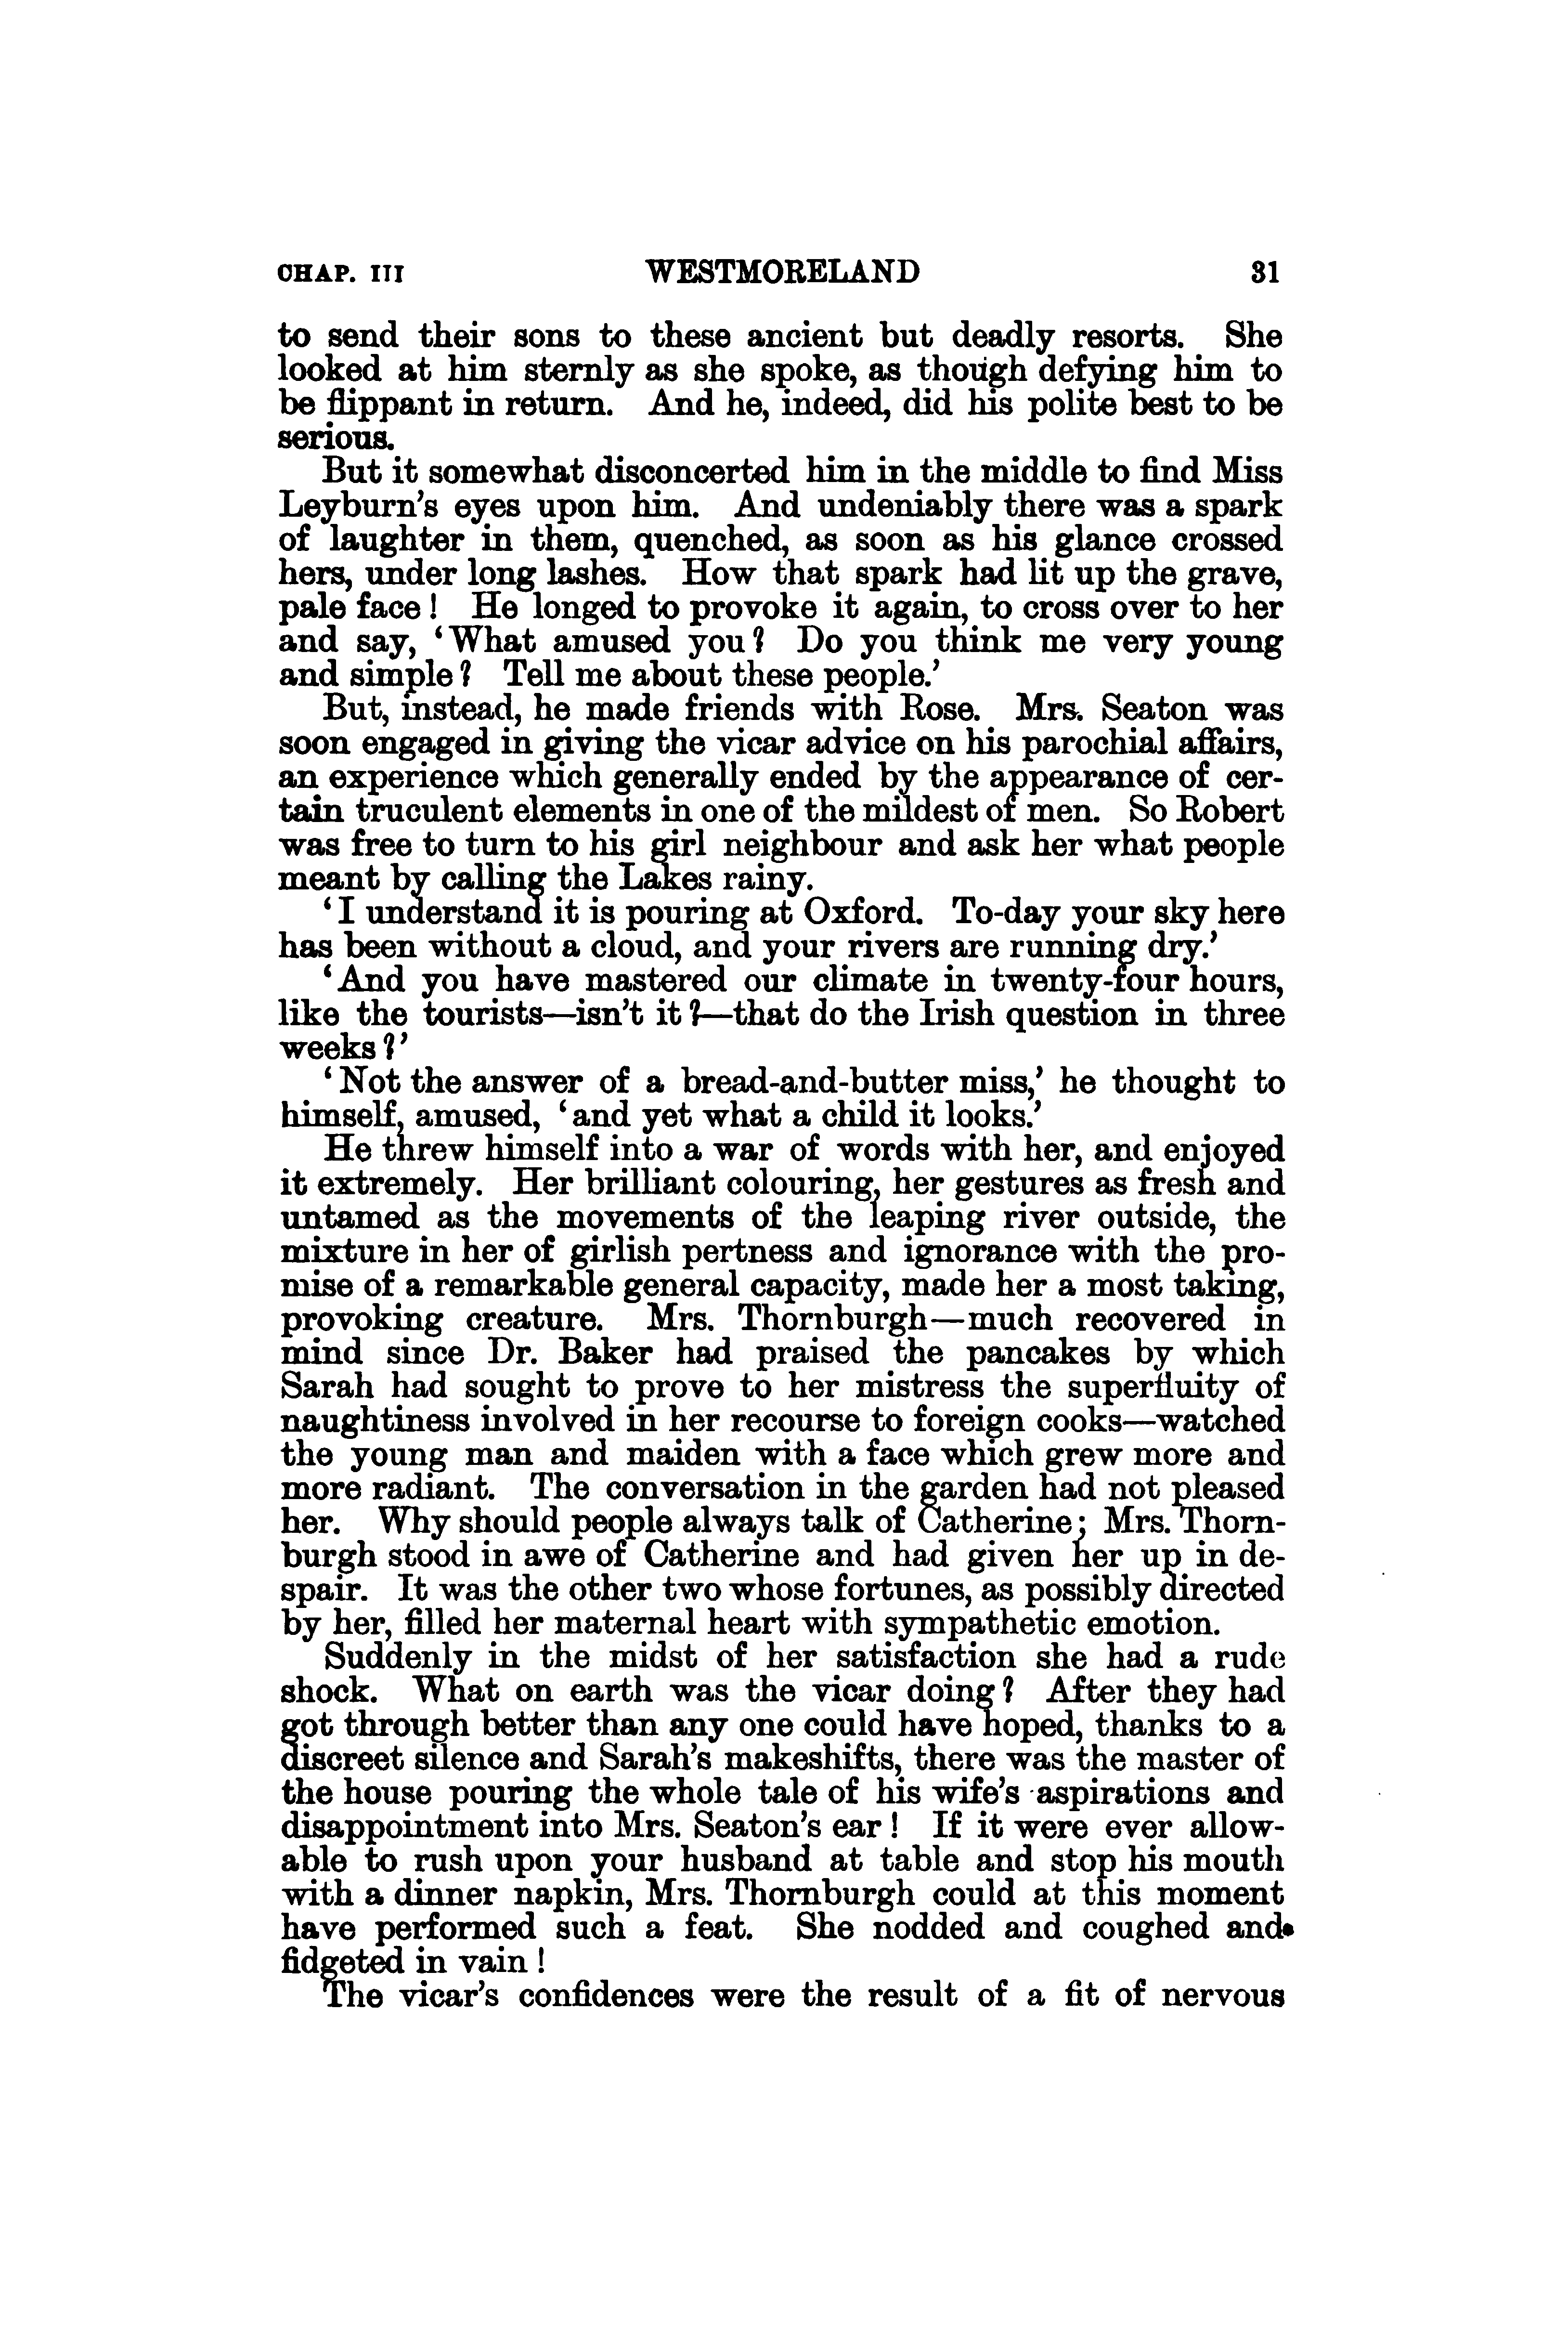 CHAP. III WESTMORELAND 31
to send their sons to these ancient but deadly resorts. She
looked at him sternly as she spoke, as though defying him to
be flippant in return. And he, indeed, did his polite best to be
serious.
But it somewhat disconcerted him in the middle to find Miss
Leyburn's eyes upon him. And undeniably there was a spark
of laughter in them, quenched, as soon as his glance crossed
hers, under long lashes. How that spark had lit up the grave,
pale face! He longed to provoke it again, to cross over to her
and say, 'What amused you? Do you think me very young
and simple? Tell me about these people.'
But, instead, he made friends with Rose. Mrs. Seaton was
soon engaged in giving the vicar advice on his parochial affairs,
an experience which generally ended by the appearance of cer-
tain truculent elements in one of the mildest of men. So Robert
was free to turn to his girl neighbour and ask her what people
meant by calling the Lakes rainy.
'I understand it is pouring at Oxford. To-day your sky here
has been without a cloud, and your rivers are running dry.'
'And you have mastered our climate in twenty-four hours,
like the tourists—isn't it?—that do the Irish question in three
weeks?'
'Not the answer of a bread-and-butter miss,' he thought to
himself, amused, 'and yet what a child it looks.'
He threw himself into a war of words with her, and enjoyed
it extremely. Her brilliant colouring, her gestures as fresh and
untamed as the movements of the leaping river outside, the
mixture in her of girlish pertness and ignorance with the pro-
mise of a remarkable general capacity, made her a most taking,
provoking creature. Mrs. Thornburgh—much recovered in
mind since Dr. Baker had praised the pancakes by which
Sarah had sought to prove to her mistress the superfluity of
naughtiness involved in her recourse to foreign cooks—watched
the young man and maiden with a face which grew more and
more radiant. The conversation in the garden had not pleased
her. Why should people always talk of Catherine; Mrs. Thorn-
burgh stood in awe of Catherine and had given her up in de-
spair. It was the other two whose fortunes, as possibly directed
by her, filled her maternal heart with sympathetic emotion.
Suddenly in the midst of her satisfaction she had a rude
shock. What on earth was the vicar doing? After they had
got through better than any one could have hoped, thanks to a
discreet silence and Sarah's makeshifts, there was the master of
the house pouring the whole tale of his wife's aspirations and
disappointment into Mrs. Seaton's ear! If it were ever allow-
able to rush upon your husband at table and stop his mouth
with a dinner napkin, Mrs. Thornburgh could at this moment
have performed such a feat. She nodded and coughed and
fidgeted in vain!
The vicar's confidences were the result of a fit of nervous